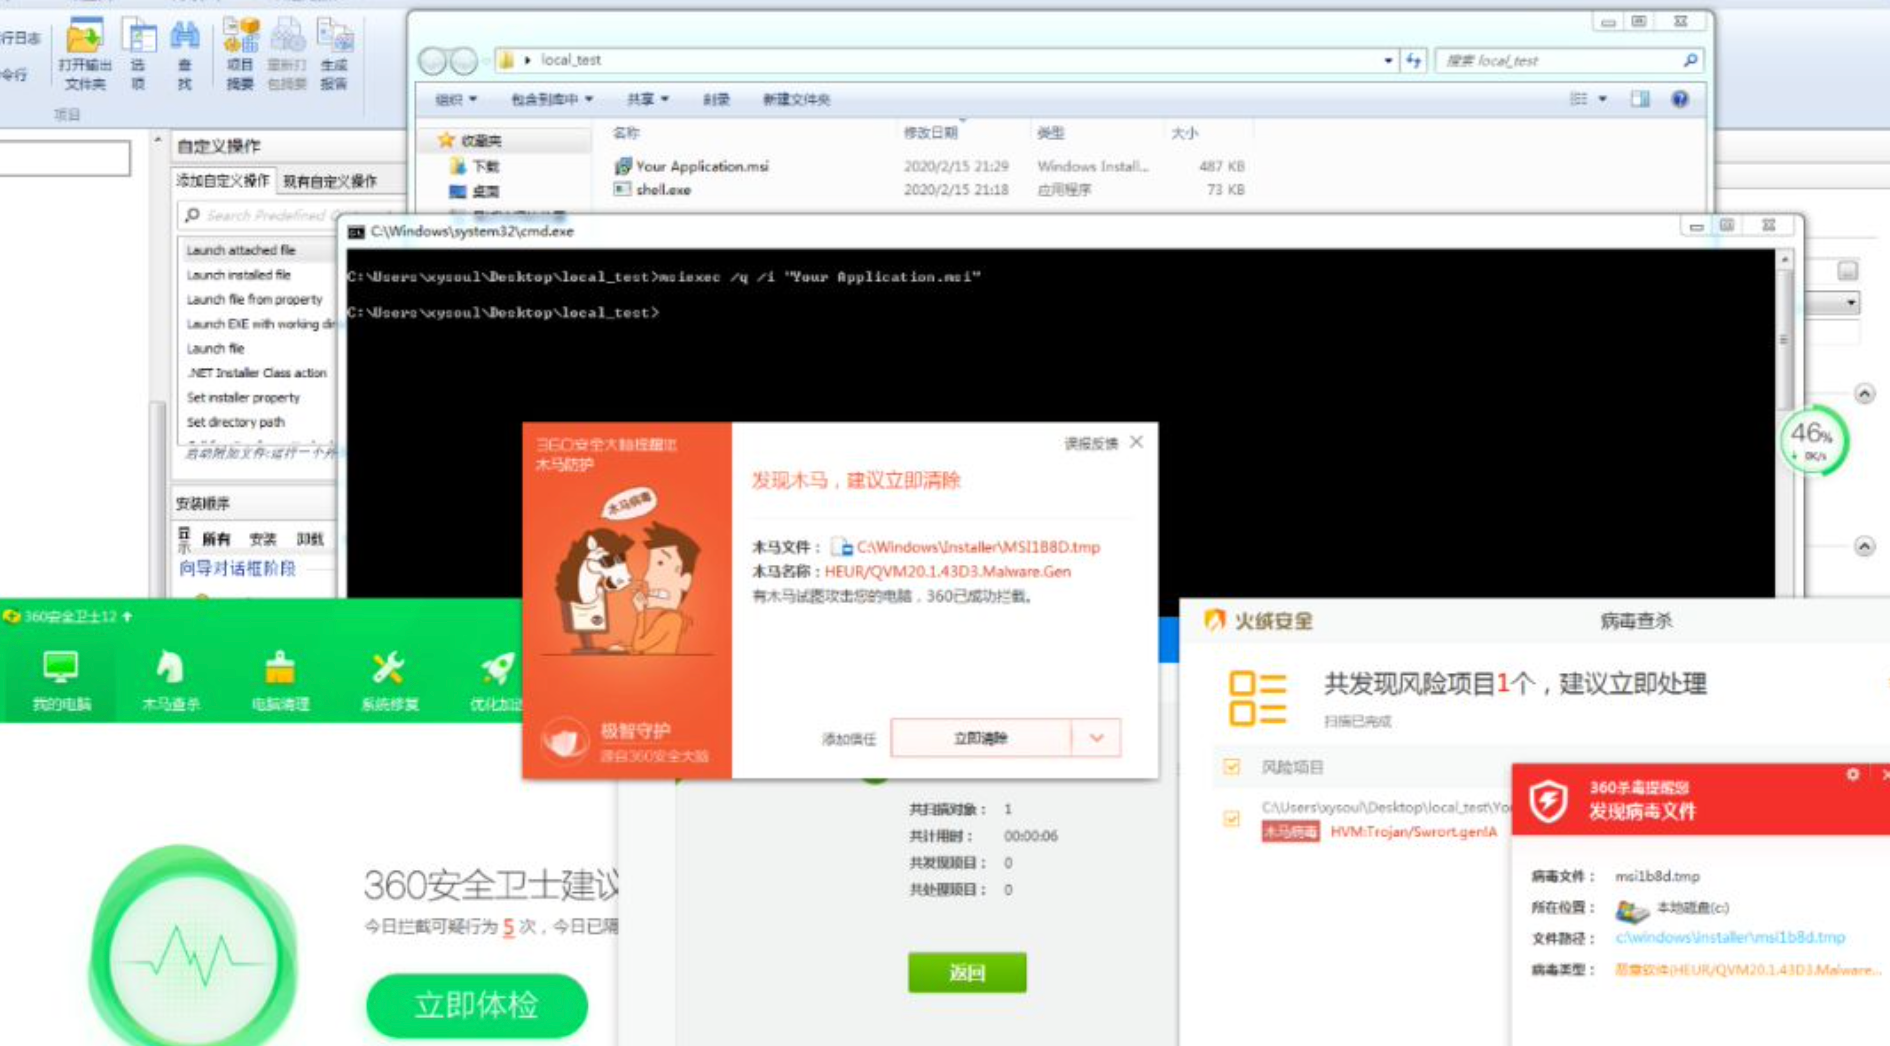 行日志
令行
打开输出
文件夹
选
项
查
找
项目
摘要
重新打
包摘要
生成
报告
项目
local_test
搜索 local_test
组织
包含到库中
共享
刻录
新建文件夹
收藏夹
下载
桌面
名称
修改日期
类型
大小
Your Application.msi
2020/2/15 21:29
Windows Install...
487 KB
shell.exe
2020/2/15 21:18
应用程序
73 KB
自定义操作
添加自定义操作
现有自定义操作
Search Predefined
Launch attached file
Launch installed file
Launch file from property
Launch EXE with working dir
Launch file
.NET Installer Class action
Set installer property
Set directory path
启动附加文件:运行一个外
安装顺序
显示
所有
安装
卸载
向导对话框阶段
C:\Windows\system32\cmd.exe
C:\Users\xysoul\Desktop\local_test>msiexec /q /i "Your Application.msi"
C:\Users\xysoul\Desktop\local_test>
46%
0K/s
360安全大脑提醒您
木马防护
木马病毒
极智守护
源自360安全大脑
误报反馈
发现木马，建议立即清除
木马文件： C:\Windows\Installer\MSI1B8D.tmp
木马名称：HEUR/QVM20.1.43D3.Malware.Gen
有木马试图攻击您的电脑，360已成功拦截。
添加信任
立即清除
360安全卫士12
我的电脑
木马查杀
电脑清理
系统修复
优化加速
360安全卫士建议
今日拦截可疑行为 5 次，今日已隔
立即体检
共扫描对象： 1
共计用时： 00:00:06
共发现项目： 0
共处理项目： 0
返回
火绒安全
病毒查杀
共发现风险项目1个，建议立即处理
扫描已完成
风险项目
C:\Users\xysoul\Desktop\local_test\Yo
木马病毒 HVM:Trojan/Swrort.gen!A
360杀毒提醒您
发现病毒文件
病毒文件： msi1b8d.tmp
所在位置： 本地磁盘(c:)
文件路径： c:\windows\installer\msi1b8d.tmp
病毒类型： 恶意软件(HEUR/QVM20.1.43D3.Malware...